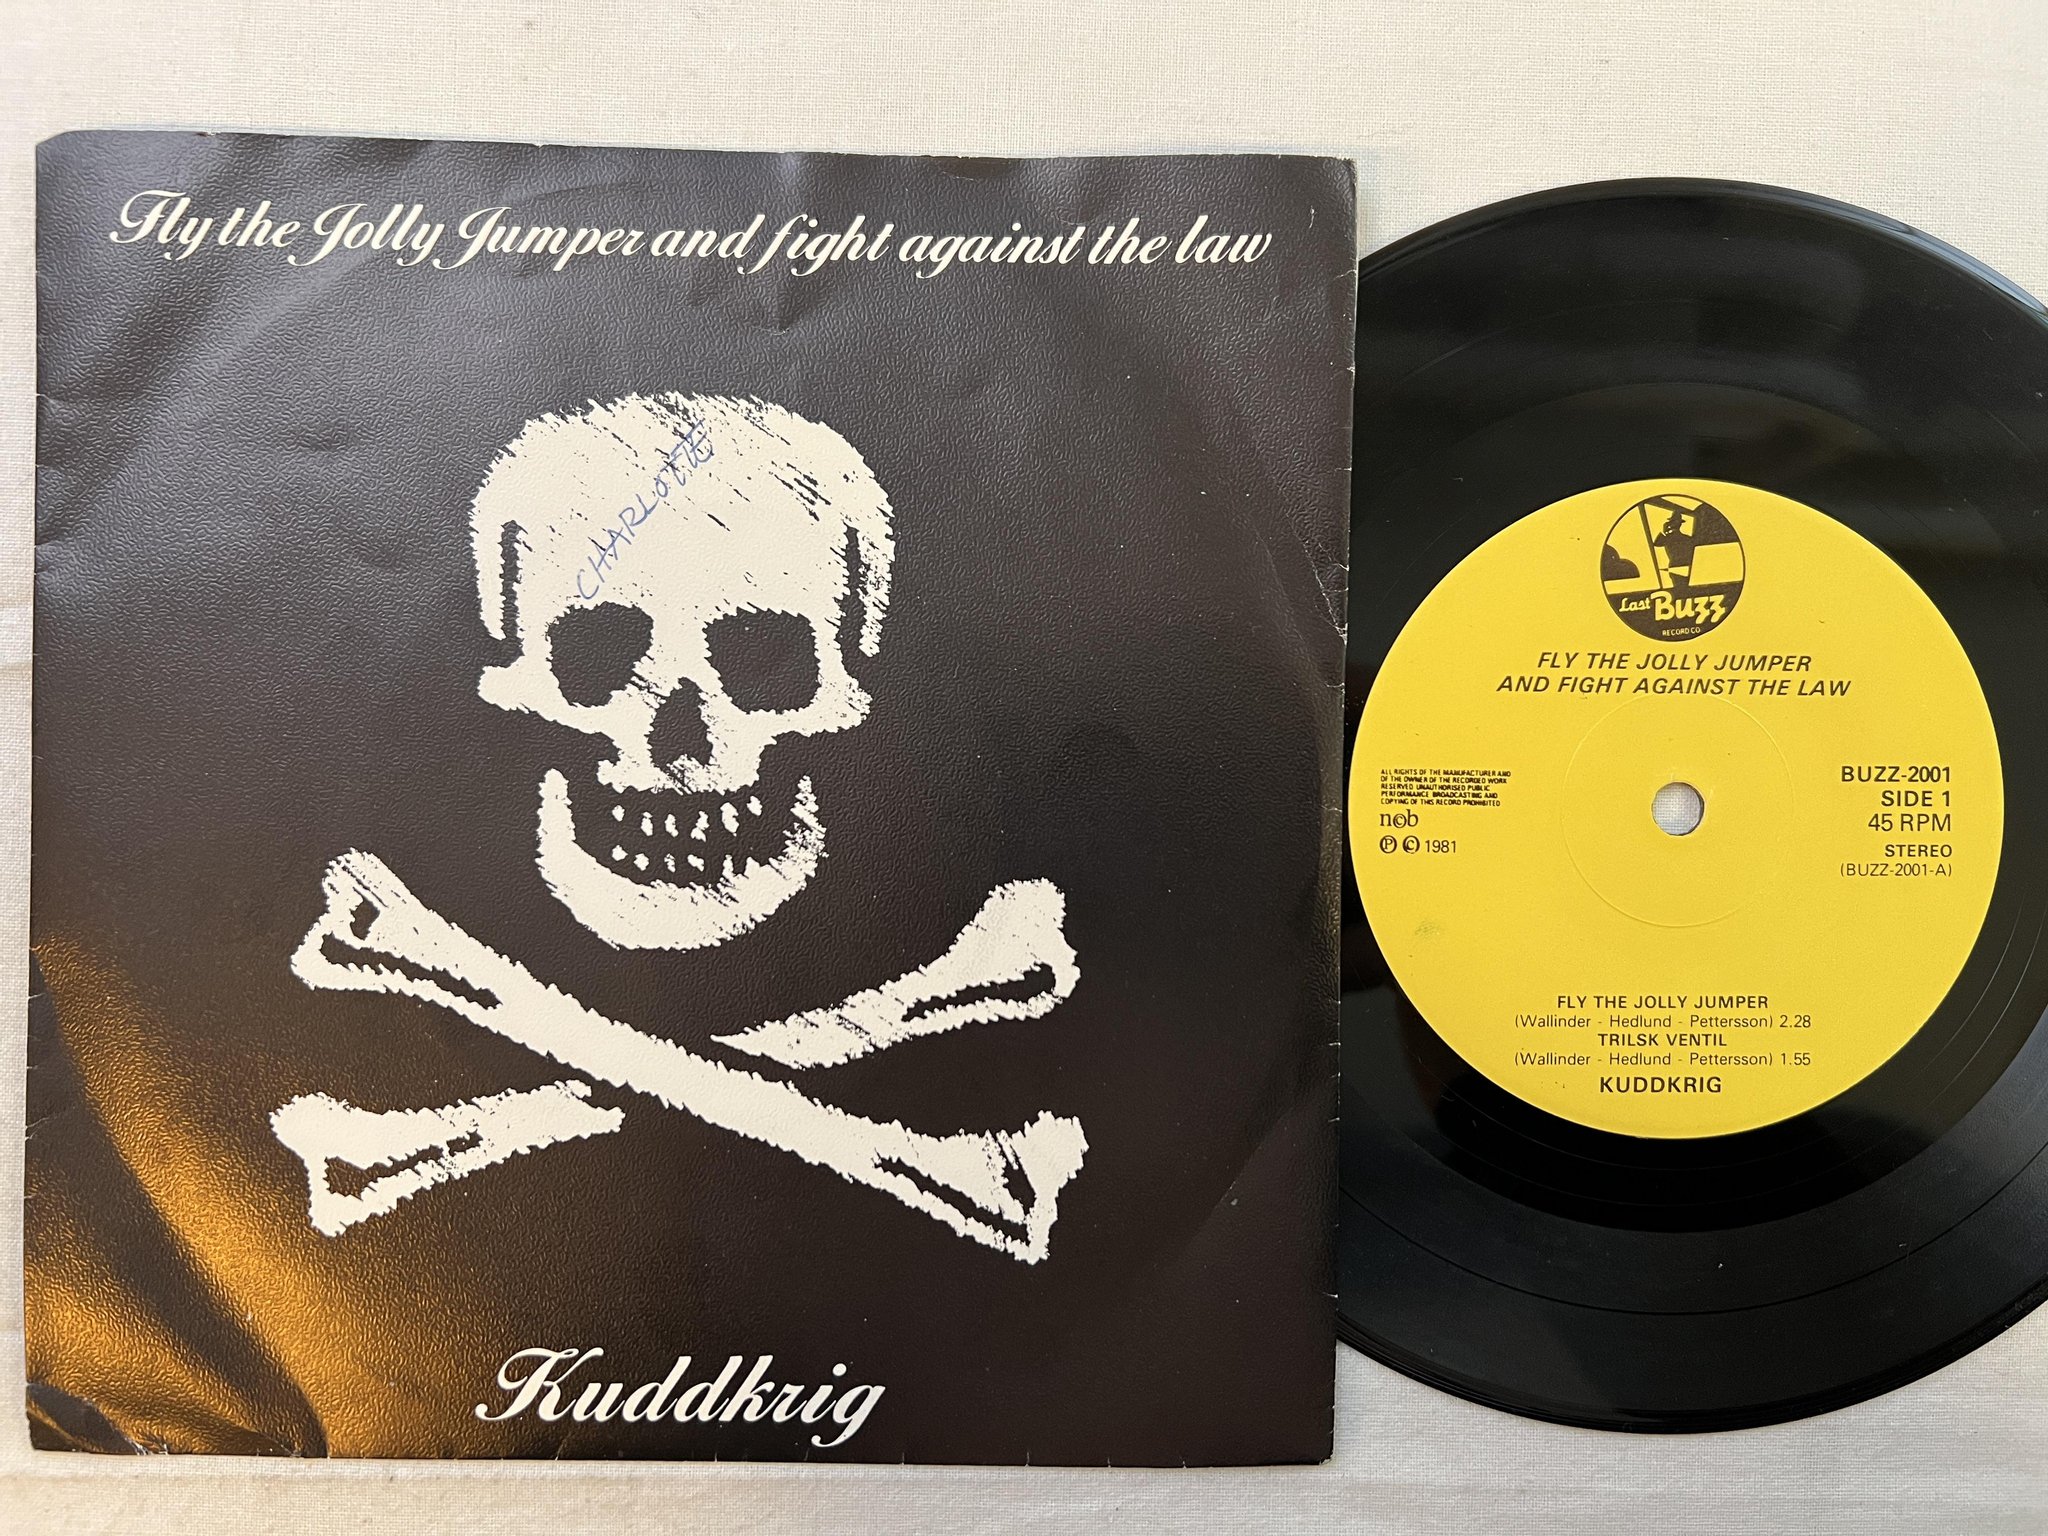 Fly the Jolly Jumper and fight against the law
CHARLOTTE
Kuddkrig
Last Buzz
RECORD CO
FLY THE JOLLY JUMPER
AND FIGHT AGAINST THE LAW
ALL RIGHTS OF THE MANUFACTURER AND
OF THE OWNER OF THE RECORDED WORK
RESERVED UNAUTHORISED PUBLIC
PERFORMANCE BROADCASTING AND
COPYING OF THIS RECORD PROHIBITED
n©b
Ⓟ © 1981
BUZZ-2001
SIDE 1
45 RPM
STEREO
(BUZZ-2001-A)
FLY THE JOLLY JUMPER
(Wallinder - Hedlund - Pettersson) 2.28
TRILSK VENTIL
(Wallinder - Hedlund - Pettersson) 1.55
KUDDKRIG